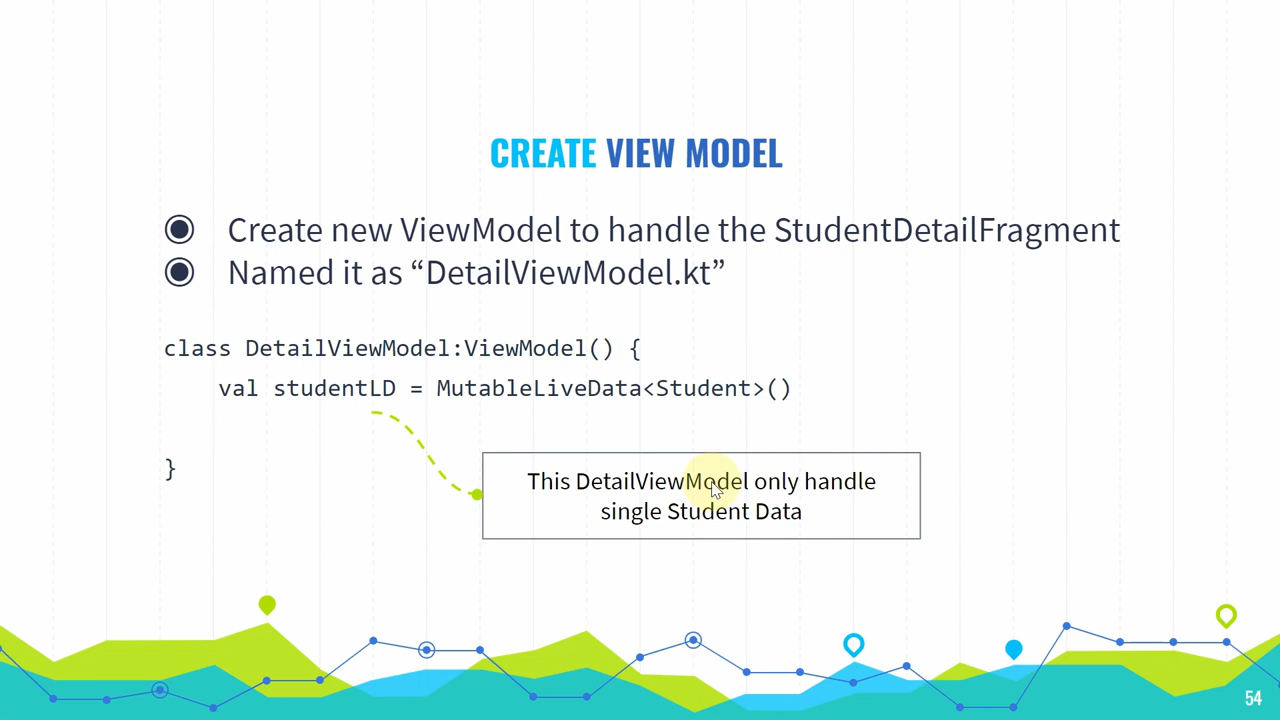 CREATE VIEW MODEL
Create new ViewModel to handle the StudentDetailFragment
Named it as “DetailViewModel.kt”
class DetailViewModel:ViewModel() {
val studentLD = MutableLiveData<Student>()
}
This DetailViewModel only handle
single Student Data
54